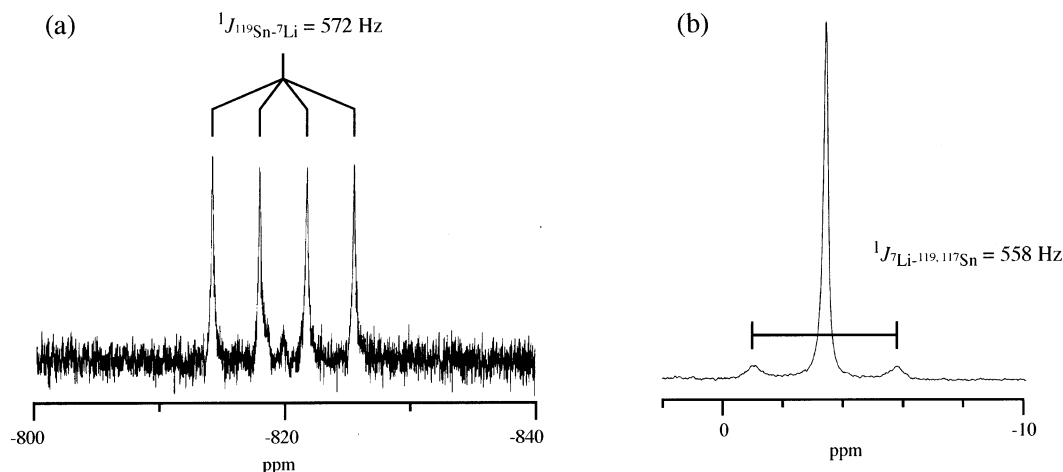 (a)
¹J¹¹⁹Sn-⁷Li = 572 Hz
-800
-820
-840
ppm
(b)
¹J⁷Li-¹¹⁹, ¹¹⁷Sn = 558 Hz
0
-10
ppm